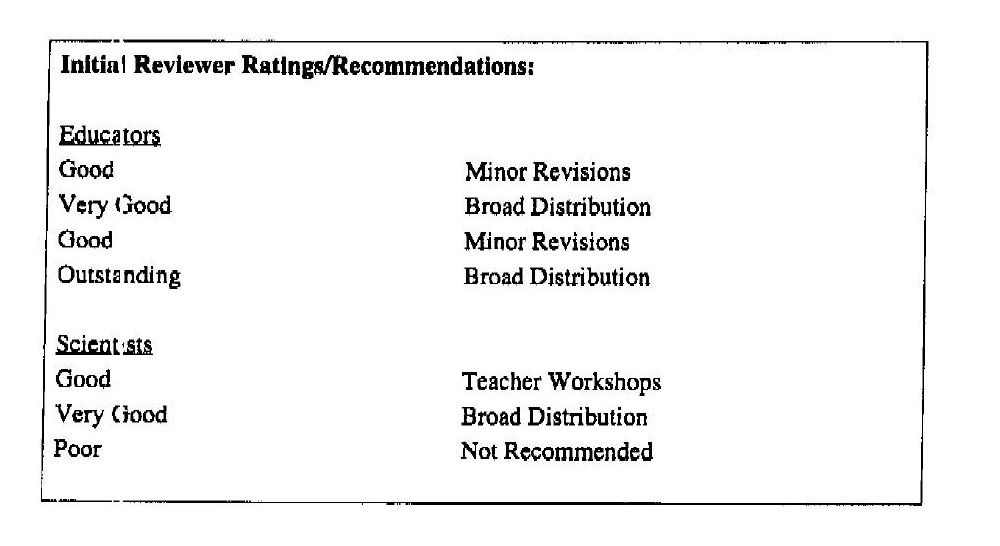 Initial Reviewer Ratings/Recommendations:
Educators
Good Minor Revisions
Very Good Broad Distribution
Good Minor Revisions
Outstanding Broad Distribution
Scientists
Good Teacher Workshops
Very Good Broad Distribution
Poor Not Recommended